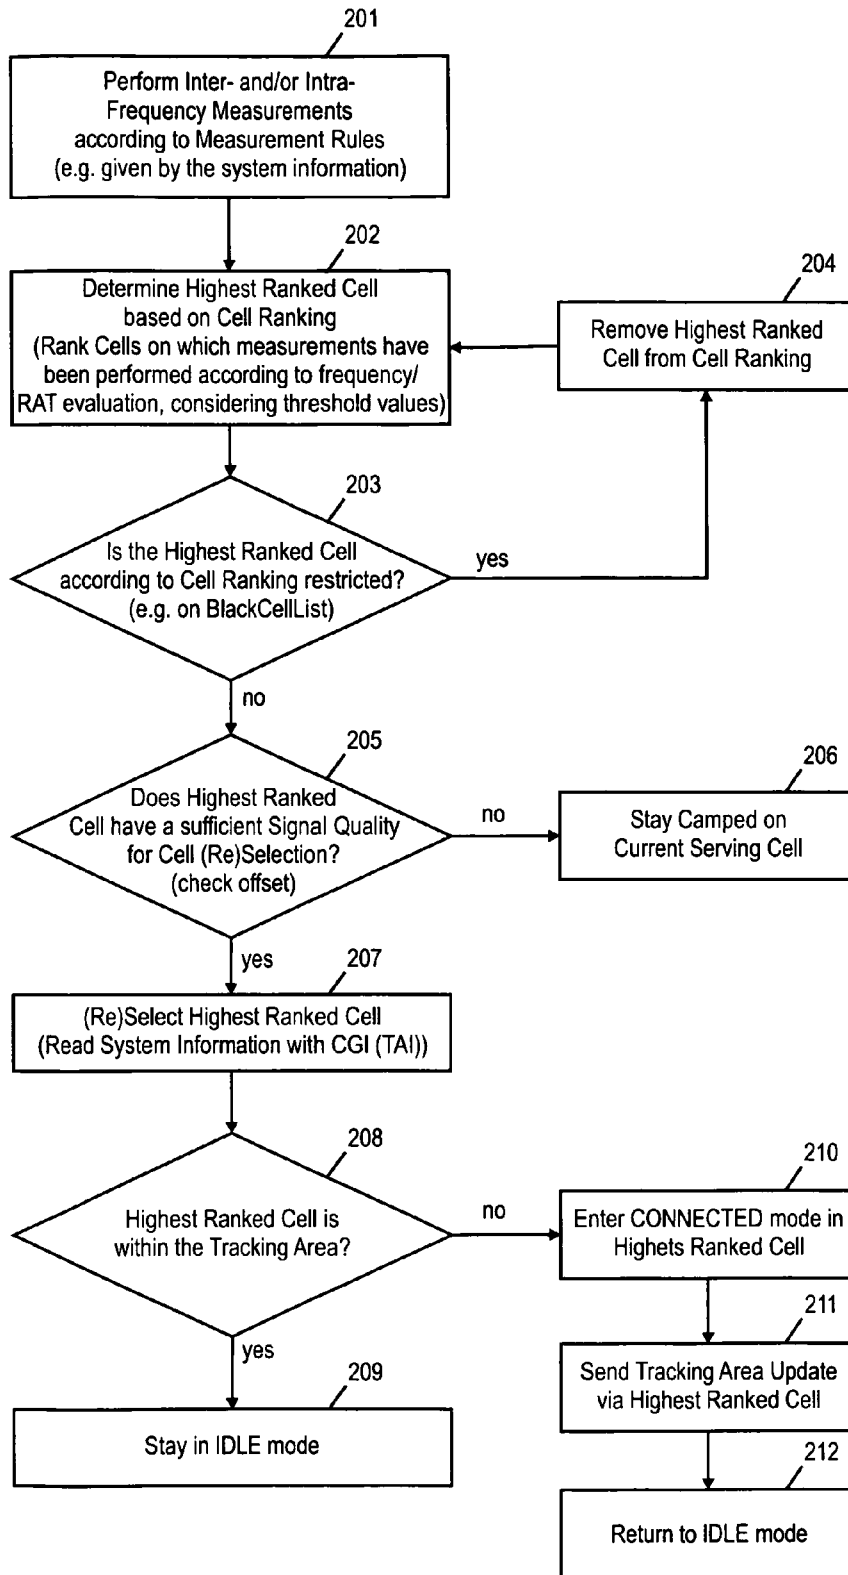 201
Perform Inter- and/or Intra-
Frequency Measurements
according to Measurement Rules
(e.g. given by the system information)
202
Determine Highest Ranked Cell
based on Cell Ranking
(Rank Cells on which measurements have
been performed according to frequency/
RAT evaluation, considering threshold values)
204
Remove Highest Ranked
Cell from Cell Ranking
203
Is the Highest Ranked Cell
according to Cell Ranking restricted?
(e.g. on BlackCellList)
yes
no
205
Does Highest Ranked
Cell have a sufficient Signal Quality
for Cell (Re)Selection?
(check offset)
no
206
Stay Camped on
Current Serving Cell
yes
207
(Re)Select Highest Ranked Cell
(Read System Information with CGI (TAI))
208
Highest Ranked Cell is
within the Tracking Area?
no
210
Enter CONNECTED mode in
Highets Ranked Cell
211
Send Tracking Area Update
via Highest Ranked Cell
yes
209
Stay in IDLE mode
212
Return to IDLE mode